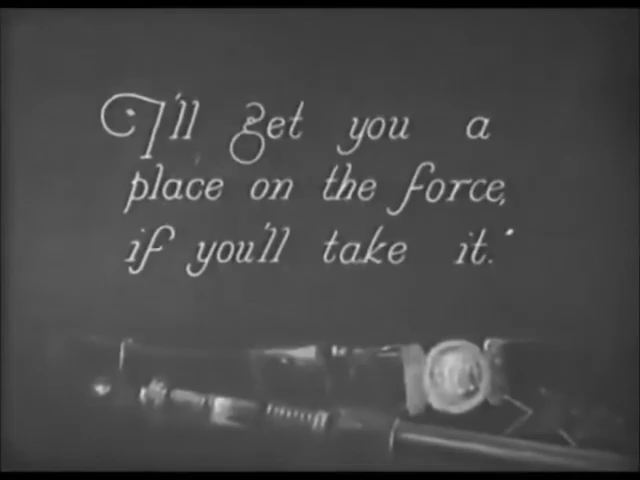 I'll get you a
place on the force,
if you'll take it."